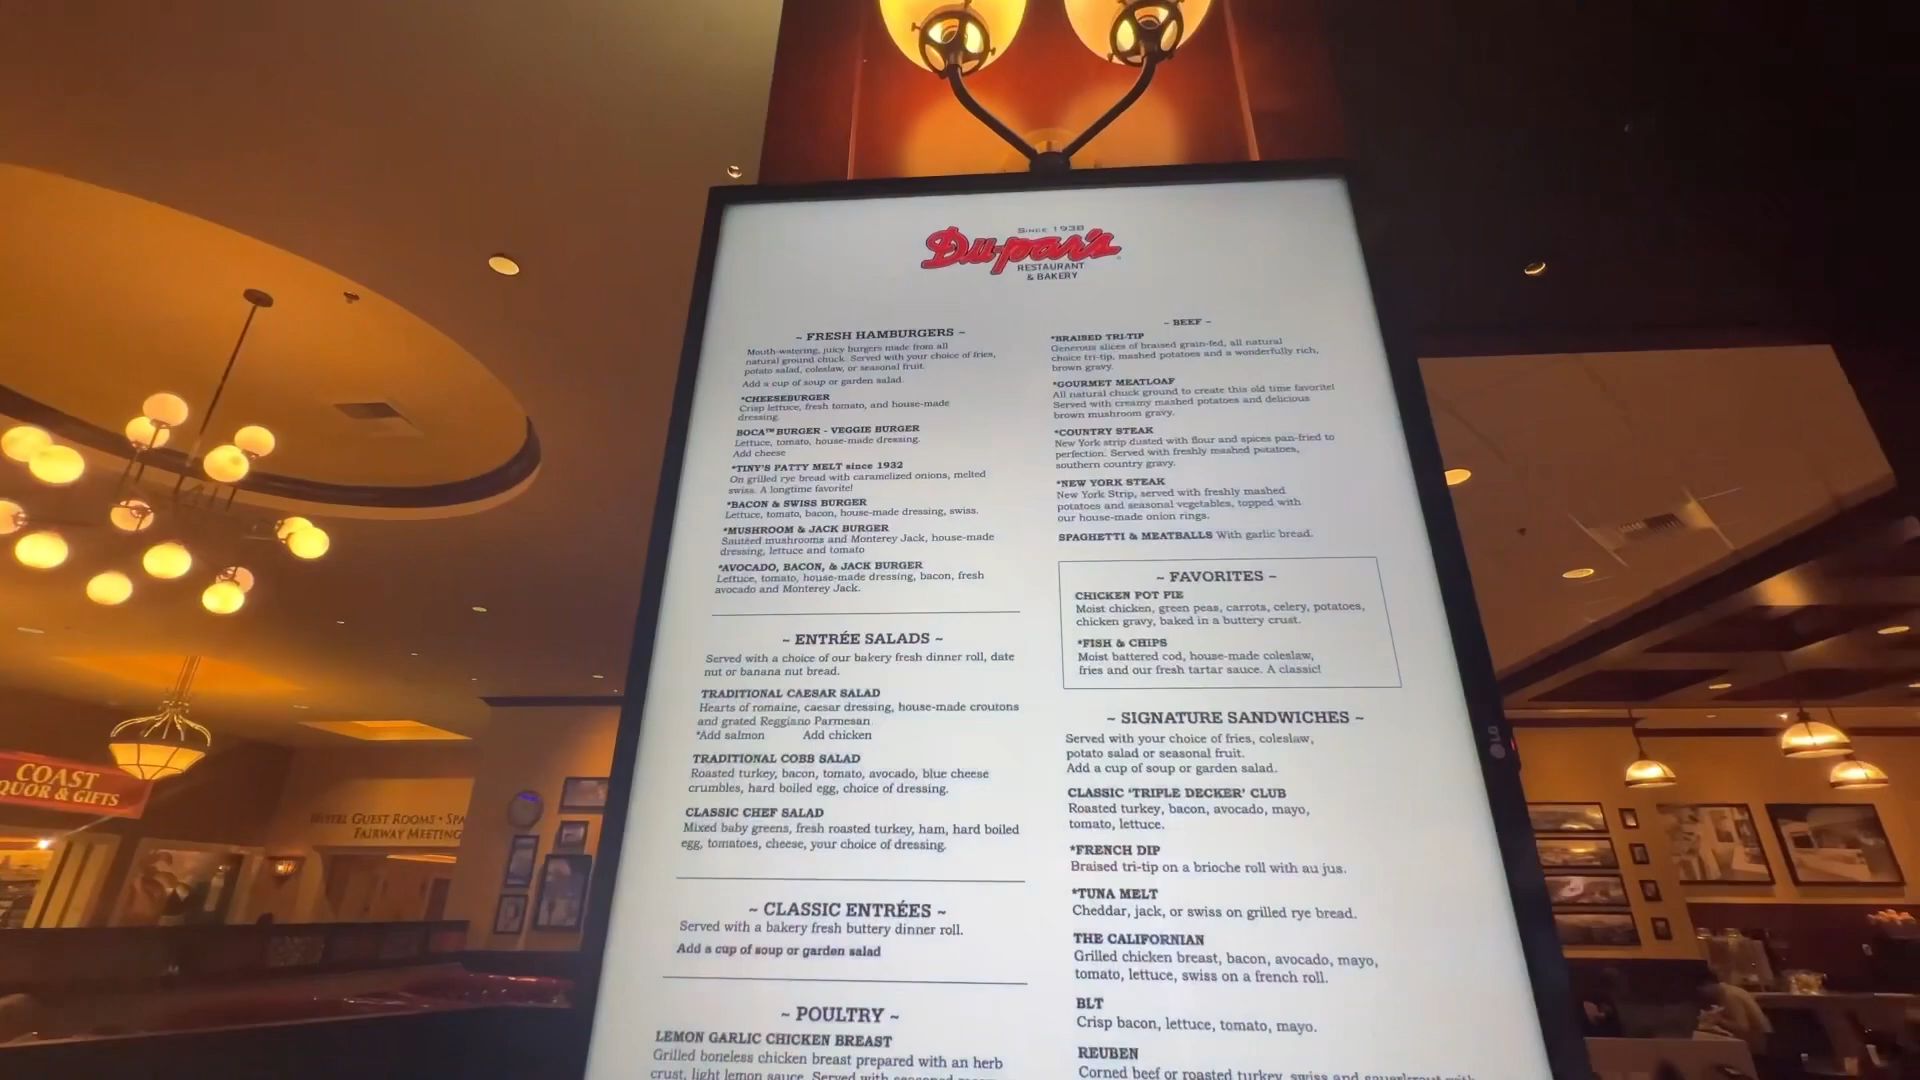 SINCE 1938
Du-par's
RESTAURANT
& BAKERY
~ FRESH HAMBURGERS ~
Mouth-watering, juicy burgers made from all
natural ground chuck. Served with your choice of fries,
potato salad, coleslaw, or seasonal fruit.
Add a cup of soup or garden salad.
*CHEESEBURGER
Crisp lettuce, fresh tomato, and house-made
dressing.
BOCA™ BURGER - VEGGIE BURGER
Lettuce, tomato, house-made dressing.
Add cheese
*TINY'S PATTY MELT since 1932
On grilled rye bread with caramelized onions, melted
swiss. A longtime favorite!
*BACON & SWISS BURGER
Lettuce, tomato, bacon, house-made dressing, swiss.
*MUSHROOM & JACK BURGER
Sautéed mushrooms and Monterey Jack, house-made
dressing, lettuce and tomato
*AVOCADO, BACON, & JACK BURGER
Lettuce, tomato, house-made dressing, bacon, fresh
avocado and Monterey Jack.
~ ENTRÉE SALADS ~
Served with a choice of our bakery fresh dinner roll, date
nut or banana nut bread.
TRADITIONAL CAESAR SALAD
Hearts of romaine, caesar dressing, house-made croutons
and grated Reggiano Parmesan
*Add salmon Add chicken
TRADITIONAL COBB SALAD
Roasted turkey, bacon, tomato, avocado, blue cheese
crumbles, hard boiled egg, choice of dressing.
CLASSIC CHEF SALAD
Mixed baby greens, fresh roasted turkey, ham, hard boiled
egg, tomatoes, cheese, your choice of dressing.
~ CLASSIC ENTRÉES ~
Served with a bakery fresh buttery dinner roll.
Add a cup of soup or garden salad
~ POULTRY ~
LEMON GARLIC CHICKEN BREAST
Grilled boneless chicken breast prepared with an herb
crust, light lemon sauce. Served with
~ BEEF ~
*BRAISED TRI-TIP
Generous slices of braised grain-fed, all natural
choice tri-tip, mashed potatoes and a wonderfully rich,
brown gravy.
*GOURMET MEATLOAF
All natural chuck ground to create this old time favorite!
Served with creamy mashed potatoes and delicious
brown mushroom gravy.
*COUNTRY STEAK
New York strip dusted with flour and spices pan-fried to
perfection. Served with freshly mashed potatoes,
southern country gravy.
*NEW YORK STEAK
New York Strip, served with freshly mashed
potatoes and seasonal vegetables, topped with
our house-made onion rings.
SPAGHETTI & MEATBALLS With garlic bread.
~ FAVORITES ~
CHICKEN POT PIE
Moist chicken, green peas, carrots, celery, potatoes,
chicken gravy, baked in a buttery crust.
*FISH & CHIPS
Moist battered cod, house-made coleslaw,
fries and our fresh tartar sauce. A classic!
~ SIGNATURE SANDWICHES ~
Served with your choice of fries, coleslaw,
potato salad or seasonal fruit.
Add a cup of soup or garden salad.
CLASSIC 'TRIPLE DECKER' CLUB
Roasted turkey, bacon, avocado, mayo,
tomato, lettuce.
*FRENCH DIP
Braised tri-tip on a brioche roll with au jus.
*TUNA MELT
Cheddar, jack, or swiss on grilled rye bread.
THE CALIFORNIAN
Grilled chicken breast, bacon, avocado, mayo,
tomato, lettuce, swiss on a french roll.
BLT
Crisp bacon, lettuce, tomato, mayo.
REUBEN
Corned beef or roasted turkey, swiss and sauerkraut with
LG
COAST
QUOR & GIFTS
HOTEL GUEST ROOMS • SPA
FAIRWAY MEETING